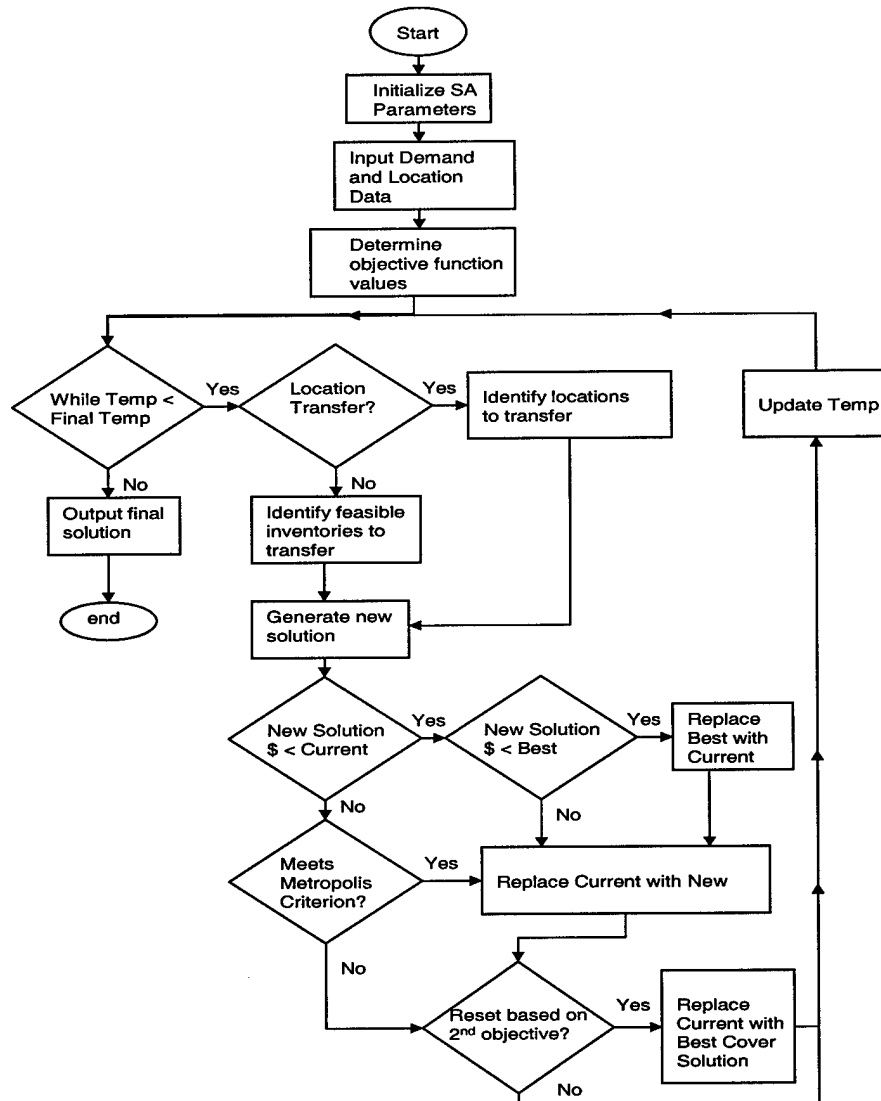 Start
Initialize SA
Parameters
Input Demand
and Location
Data
Determine
objective function
values
While Temp <
Final Temp
Yes
Location
Transfer?
Yes
Identify locations
to transfer
Update Temp
No
Output final
solution
No
Identify feasible
inventories to
transfer
end
Generate new
solution
New Solution
$ < Current
Yes
New Solution
$ < Best
Yes
Replace
Best with
Current
No
No
Meets
Metropolis
Criterion?
Yes
Replace Current with New
No
Reset based on
2nd objective?
Yes
Replace
Current with
Best Cover
Solution
No